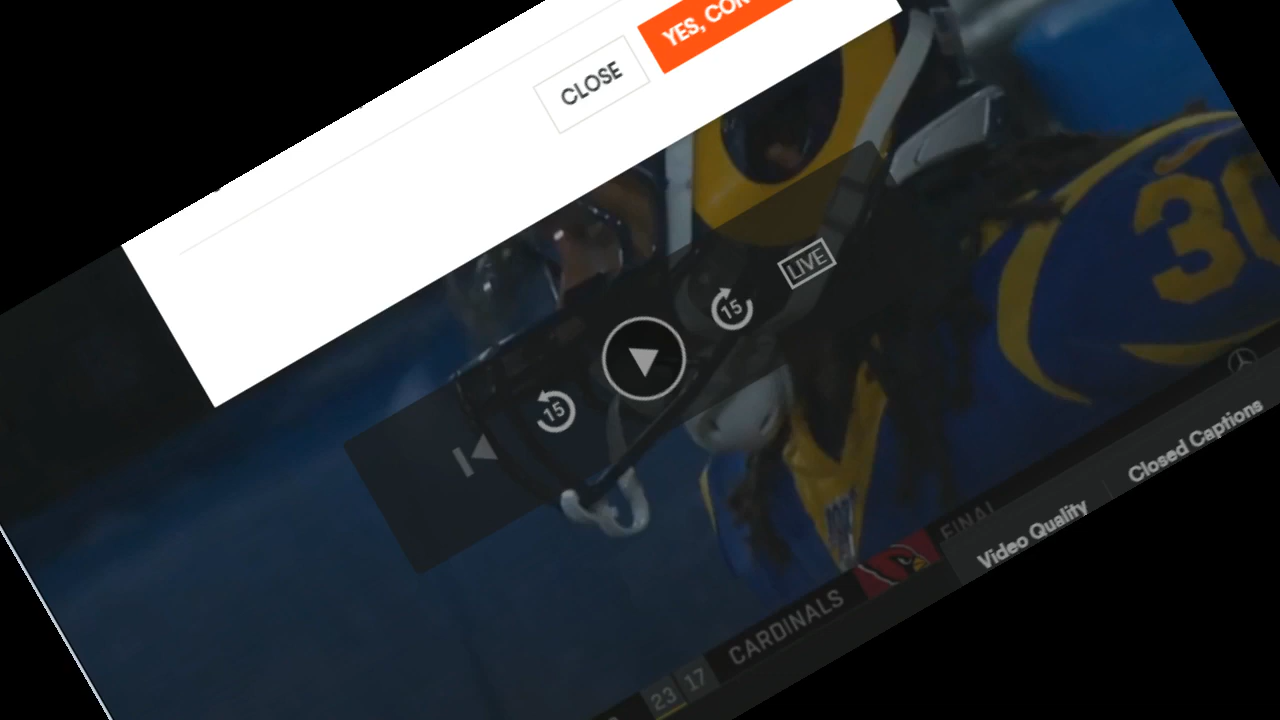 YES, CON
CLOSE
30
LIVE
15
15
Closed Captions
Video Quality
FINAL
CARDINALS
23 17